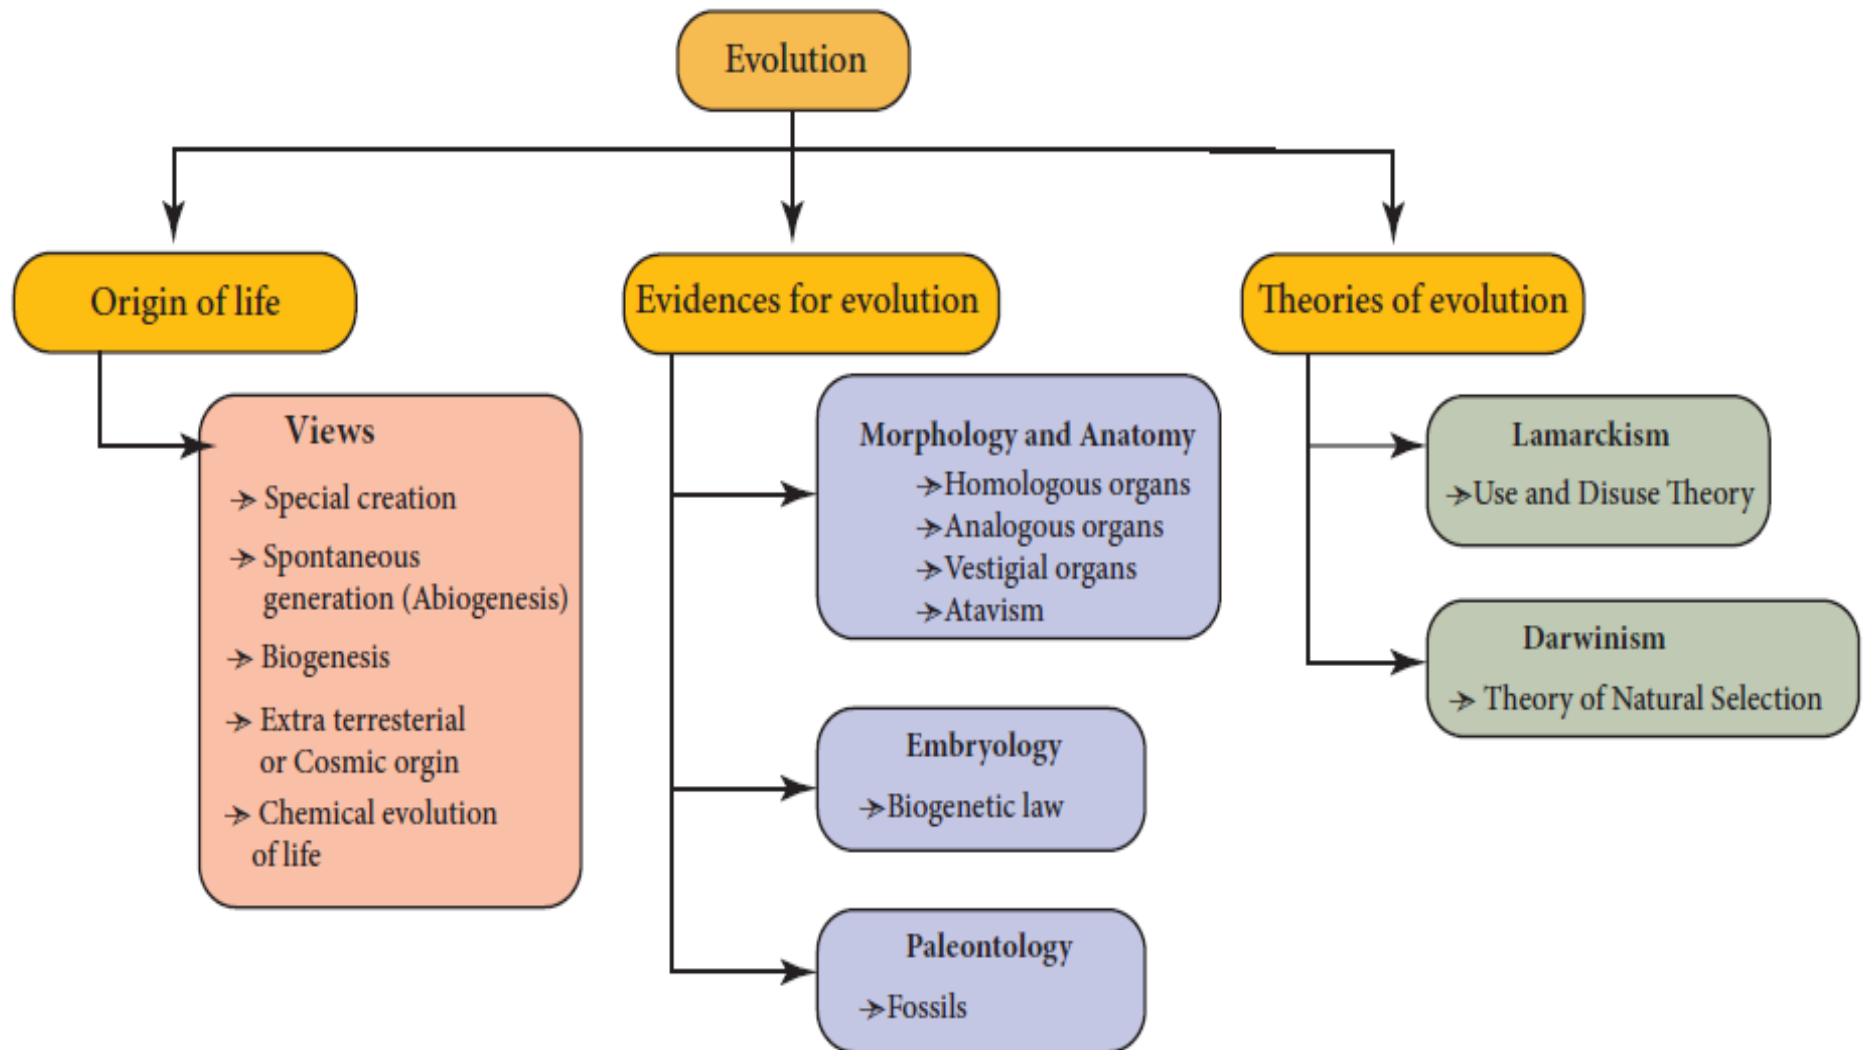 Evolution
Origin of life
Views
Special creation
Spontaneous
generation (Abiogenesis)
Biogenesis
Extra terresterial
or Cosmic orgin
Chemical evolution
of life
Evidences for evolution
Morphology and Anatomy
Homologous organs
Analogous organs
Vestigial organs
Atavism
Embryology
Biogenetic law
Paleontology
Fossils
Theories of evolution
Lamarckism
Use and Disuse Theory
Darwinism
Theory of Natural Selection